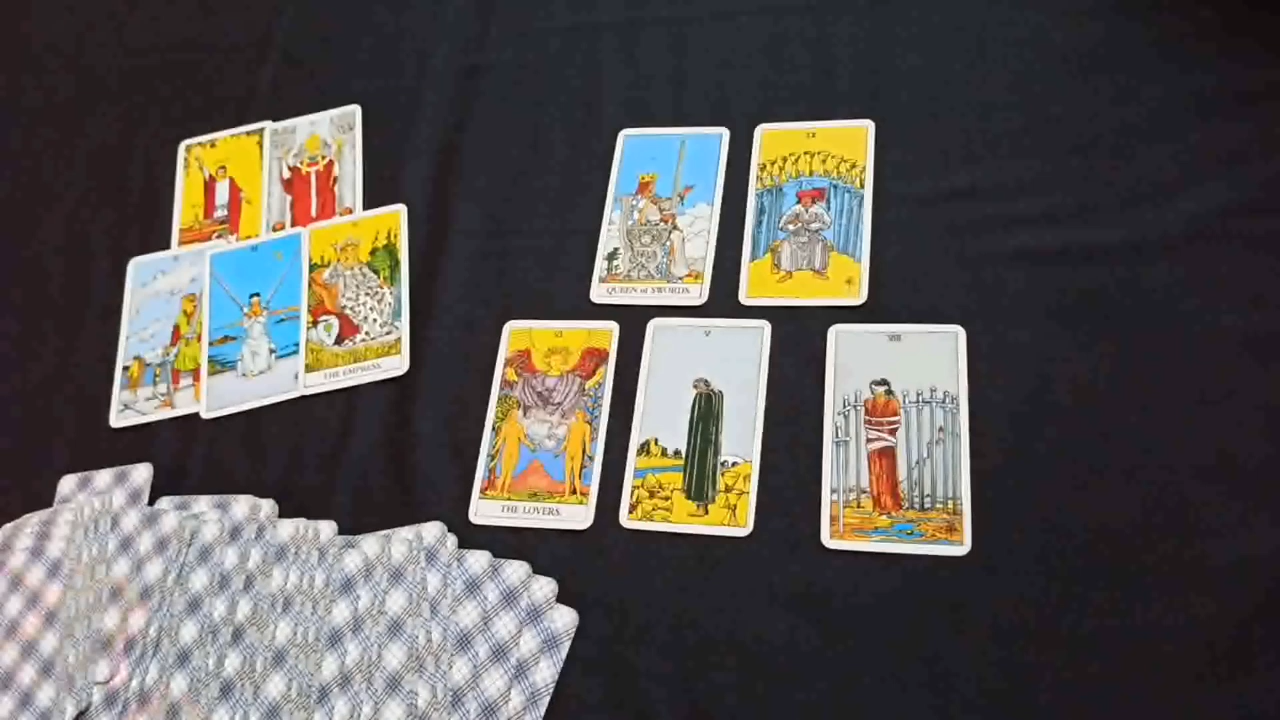 THE EMPRESS.
QUEEN of SWORDS.
IX
VI
THE LOVERS.
V
VIII